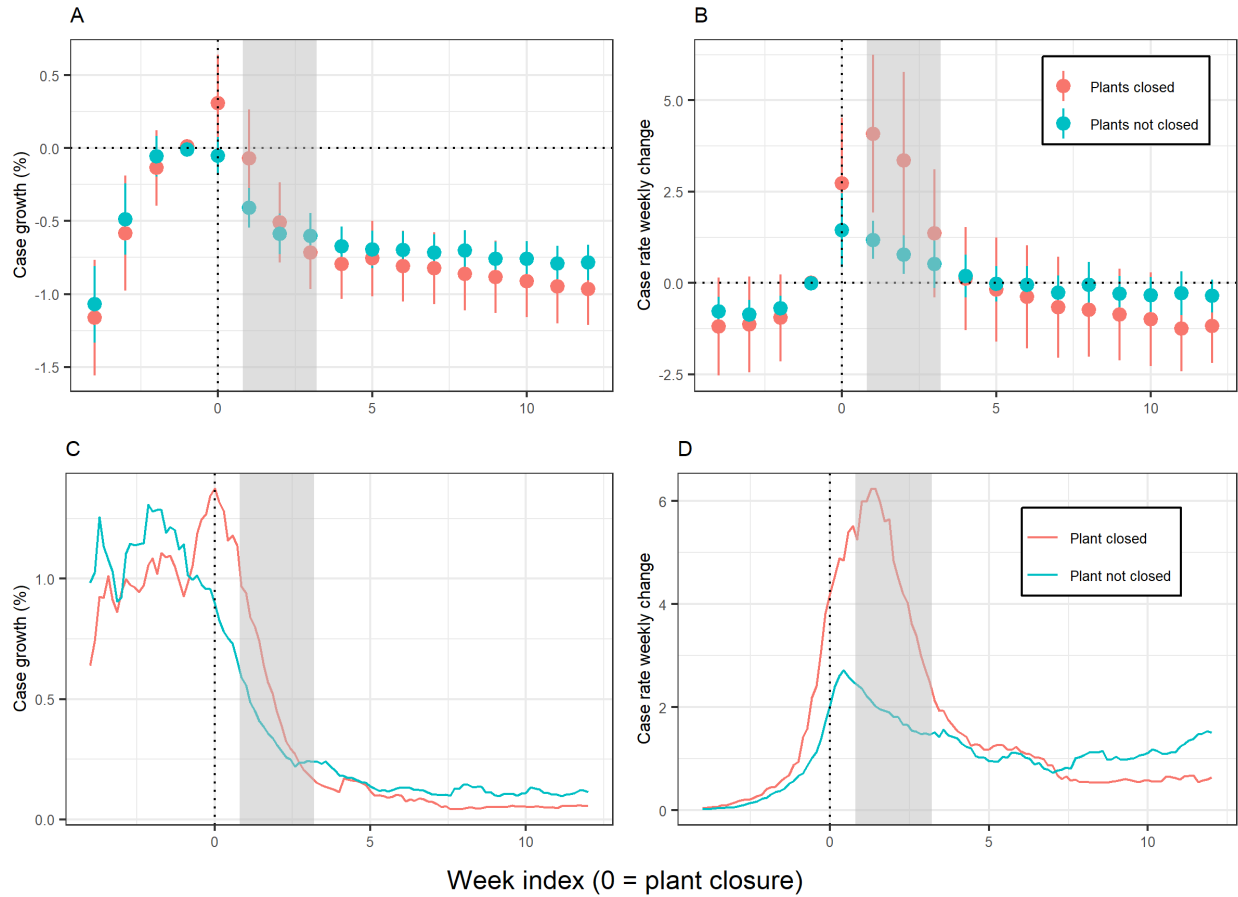 A
B
Case growth (%)
0.5
0.0
-0.5
-1.0
-1.5
0
5
10
Case rate weekly change
5.0
2.5
0.0
-2.5
0
5
10
Plants closed
Plants not closed
C
D
Case growth (%)
1.0
0.5
0.0
0
5
10
Case rate weekly change
6
4
2
0
0
5
10
Plant closed
Plant not closed
Week index (0 = plant closure)